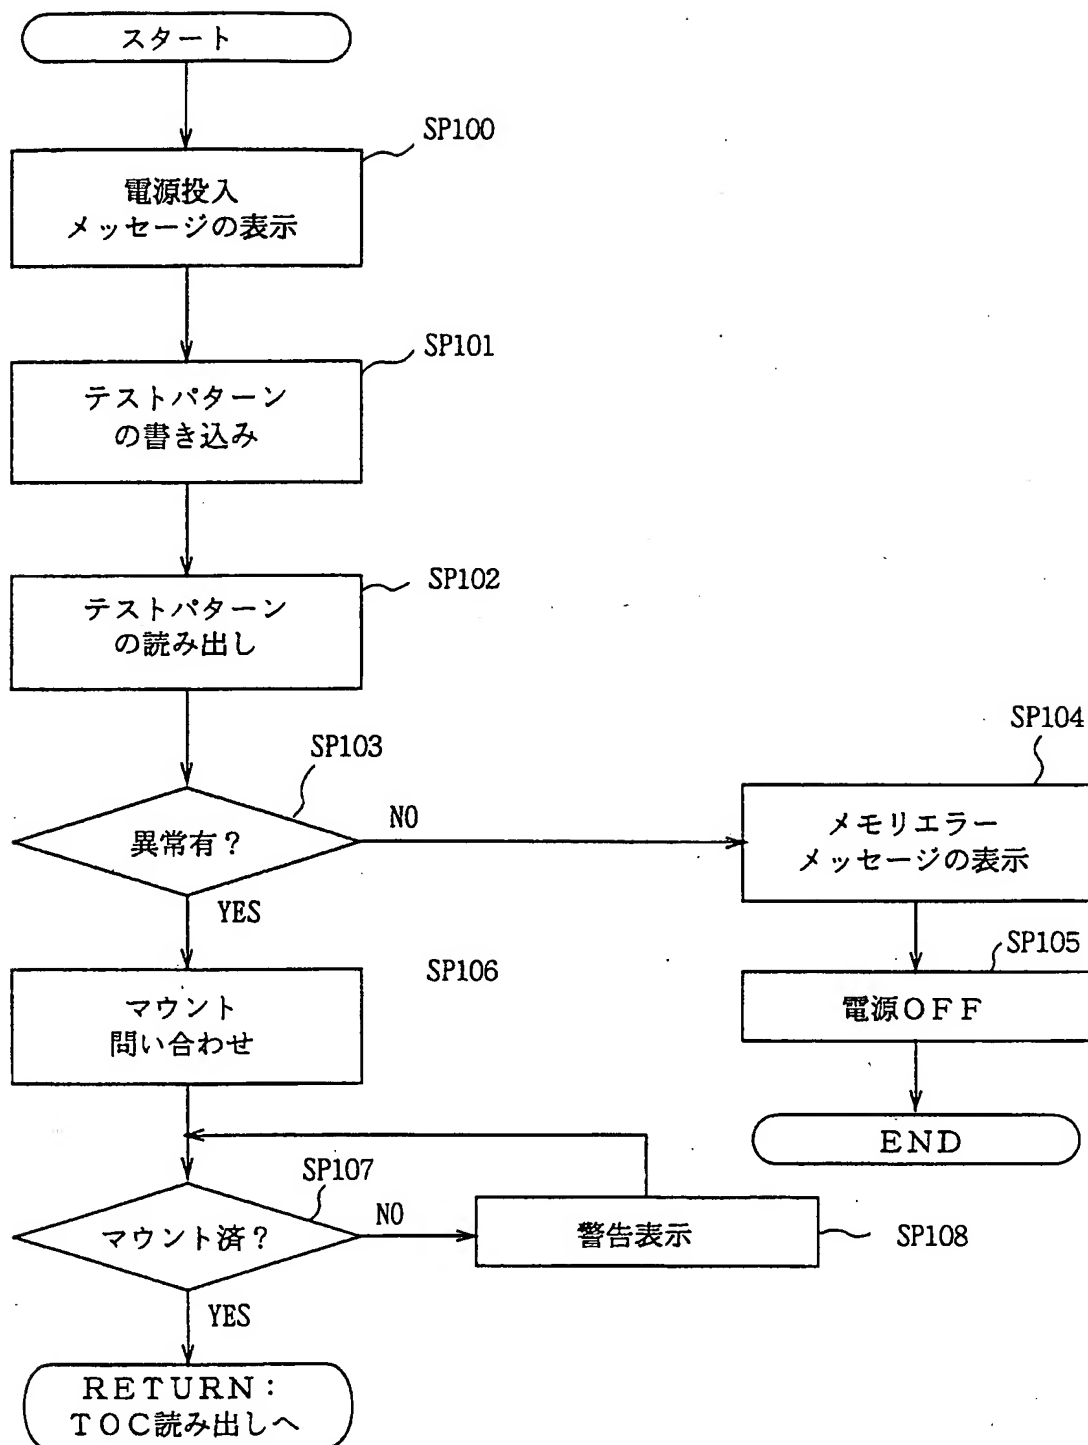 スタート
SP100
電源投入
メッセージの表示
SP101
テストパターン
の書き込み
SP102
テストパターン
の読み出し
SP103
異常有？
NO
YES
SP104
メモリエラー
メッセージの表示
SP105
電源OFF
END
SP106
マウント
問い合わせ
SP107
マウント済？
NO
警告表示
SP108
YES
RETURN：
TOC読み出しへ